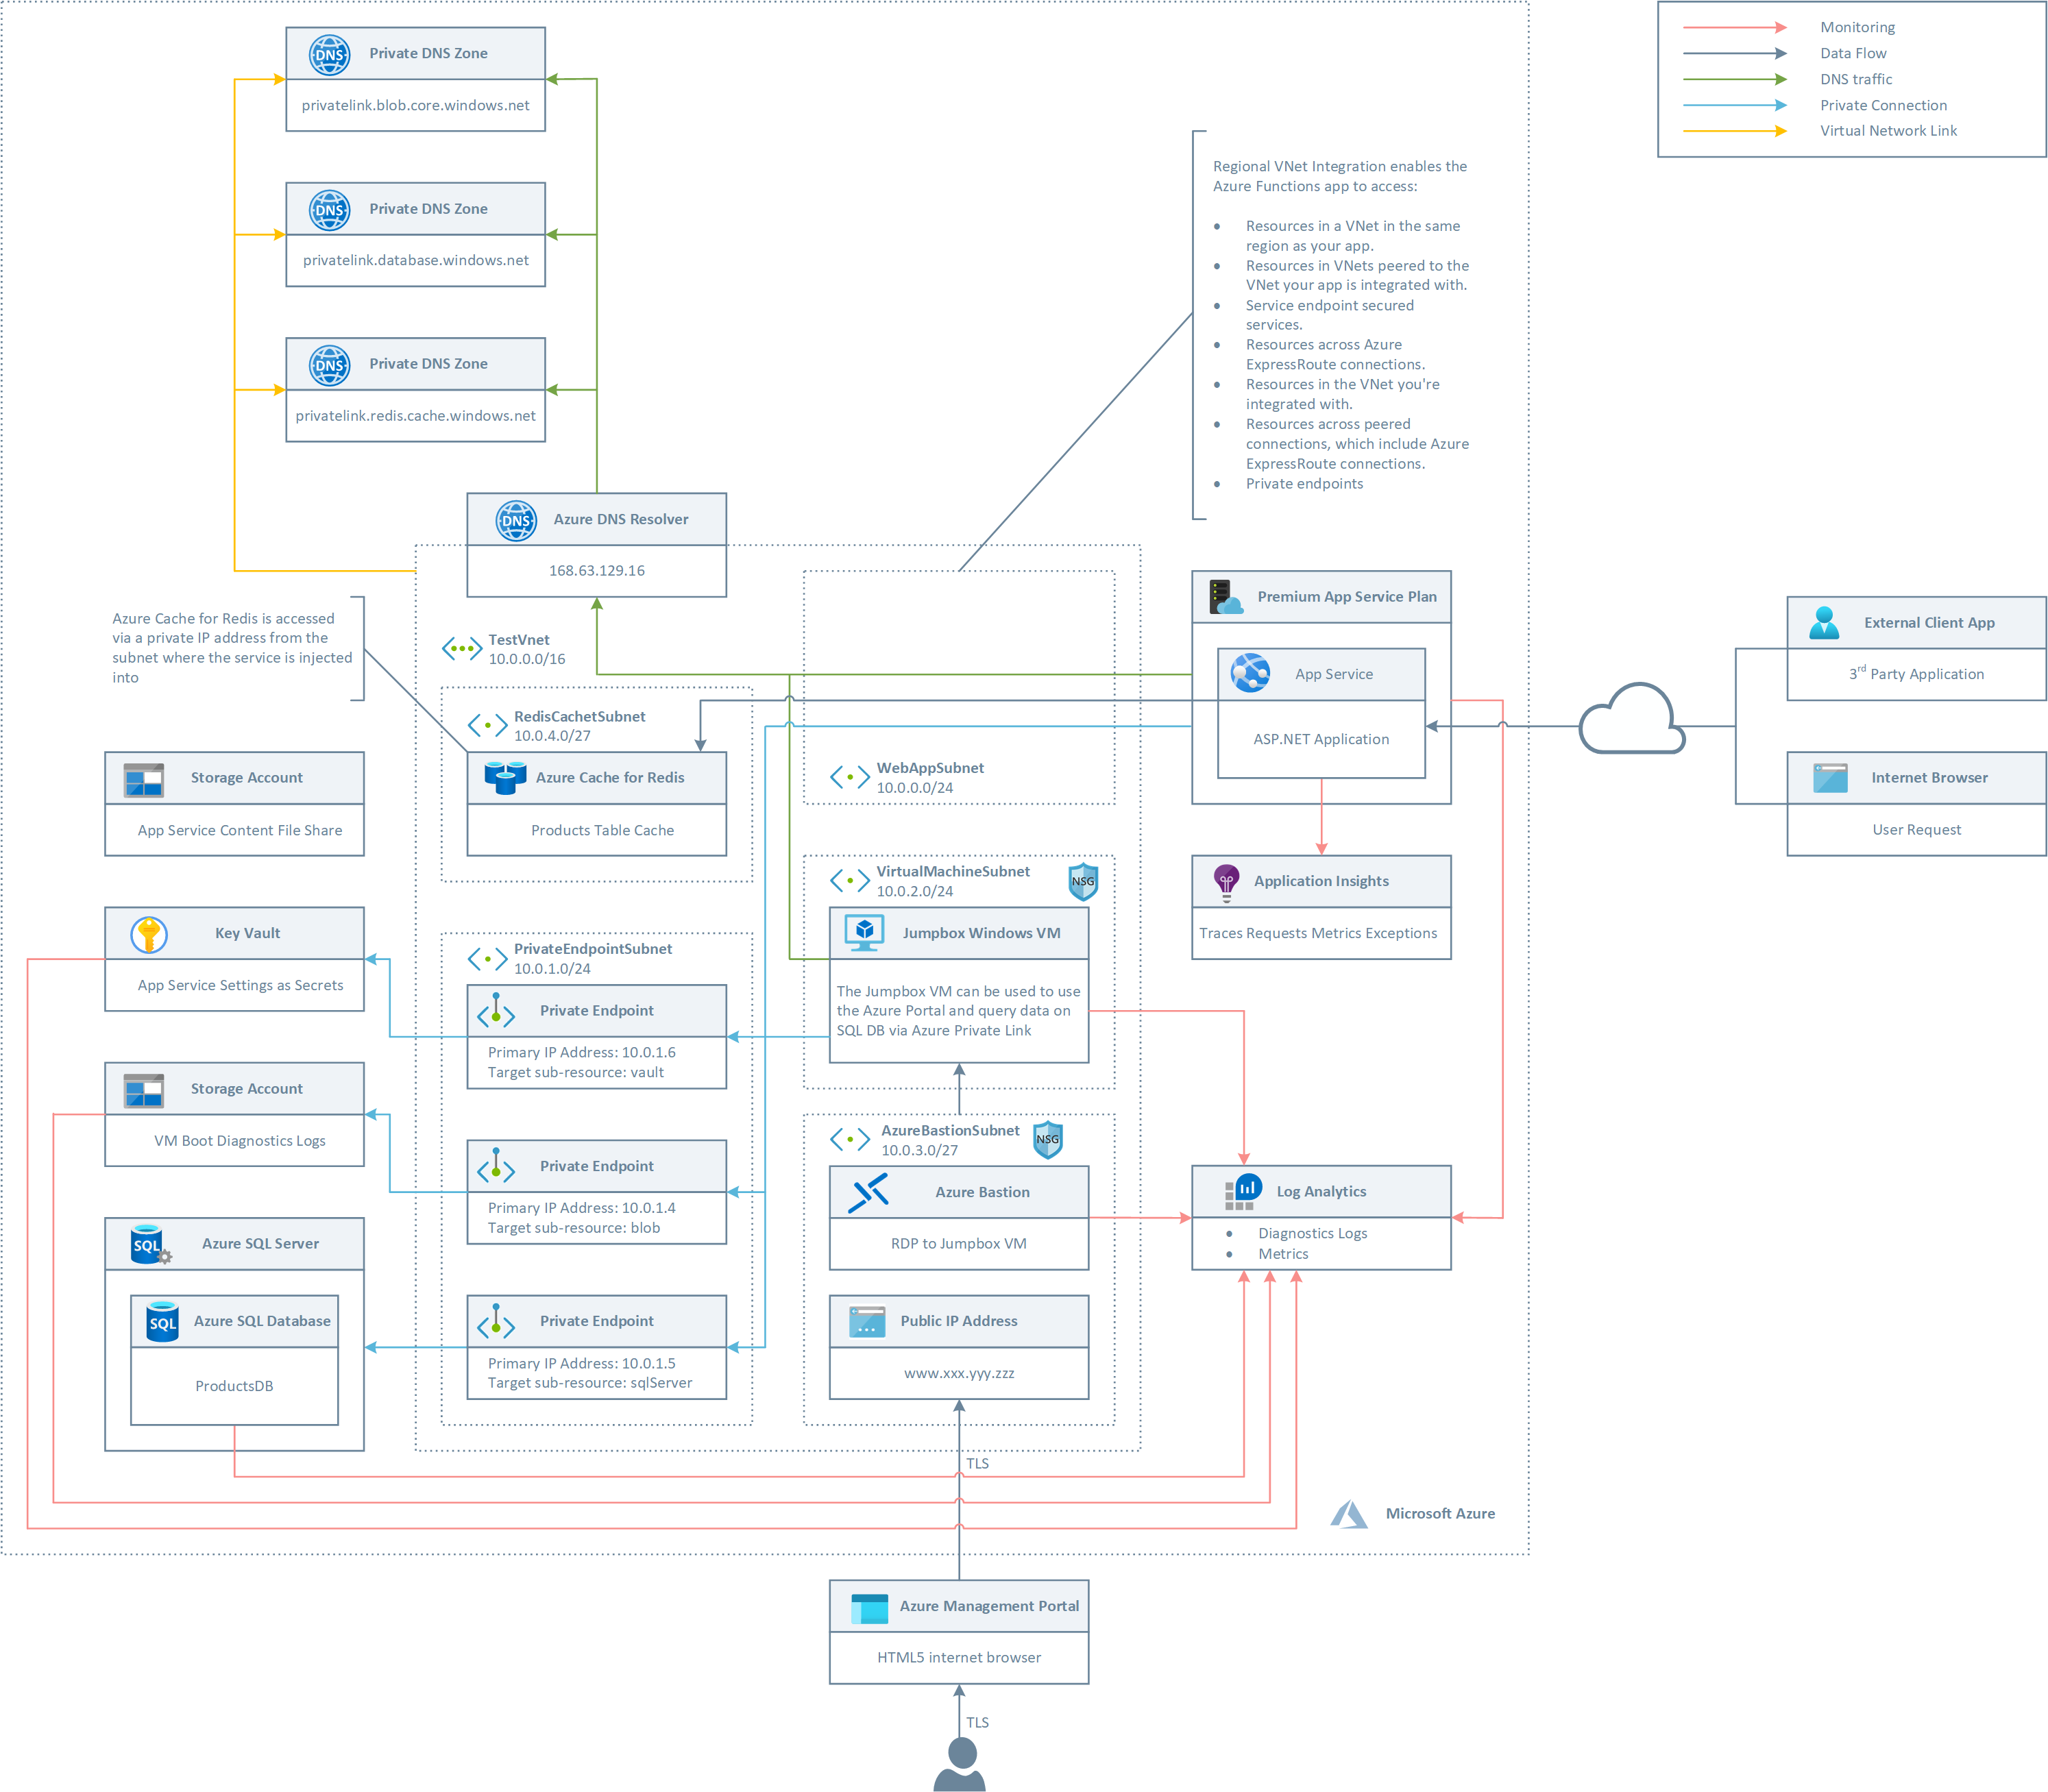 Monitoring
Data Flow
DNS traffic
Private Connection
Virtual Network Link
DNS
Private DNS Zone
privatelink.blob.core.windows.net
DNS
Private DNS Zone
privatelink.database.windows.net
DNS
Private DNS Zone
privatelink.redis.cache.windows.net
Regional VNet Integration enables the
Azure Functions app to access:
• Resources in a VNet in the same
region as your app.
• Resources in VNets peered to the
VNet your app is integrated with.
• Service endpoint secured
services.
• Resources across Azure
ExpressRoute connections.
• Resources in the VNet you're
integrated with.
• Resources across peered
connections, which include Azure
ExpressRoute connections.
• Private endpoints
DNS
Azure DNS Resolver
168.63.129.16
Azure Cache for Redis is accessed
via a private IP address from the
subnet where the service is injected
into
TestVnet
10.0.0.0/16
RedisCachetSubnet
10.0.4.0/27
Azure Cache for Redis
Products Table Cache
WebAppSubnet
10.0.0.0/24
Premium App Service Plan
App Service
ASP.NET Application
External Client App
3rd Party Application
Internet Browser
User Request
Storage Account
App Service Content File Share
VirtualMachineSubnet
10.0.2.0/24
NSG
Jumpbox Windows VM
The Jumpbox VM can be used to use
the Azure Portal and query data on
SQL DB via Azure Private Link
Application Insights
Traces Requests Metrics Exceptions
Key Vault
App Service Settings as Secrets
PrivateEndpointSubnet
10.0.1.0/24
Private Endpoint
Primary IP Address: 10.0.1.6
Target sub-resource: vault
Storage Account
VM Boot Diagnostics Logs
Private Endpoint
Primary IP Address: 10.0.1.4
Target sub-resource: blob
AzureBastionSubnet
10.0.3.0/27
NSG
Azure Bastion
RDP to Jumpbox VM
Log Analytics
• Diagnostics Logs
• Metrics
SQL
Azure SQL Server
SQL
Azure SQL Database
ProductsDB
Private Endpoint
Primary IP Address: 10.0.1.5
Target sub-resource: sqlServer
Public IP Address
www.xxx.yyy.zzz
TLS
Microsoft Azure
Azure Management Portal
HTML5 internet browser
TLS